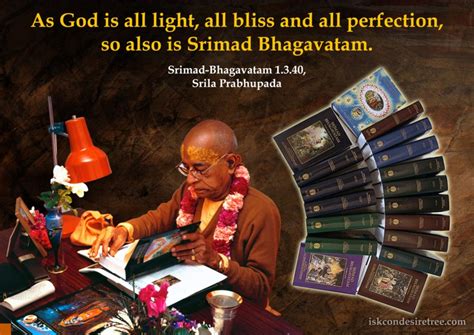 As God is all light, all bliss and all perfection,
so also is Srimad Bhagavatam.
Srimad-Bhagavatam 1.3.40,
Srila Prabhupada
iskcondesiretree.com